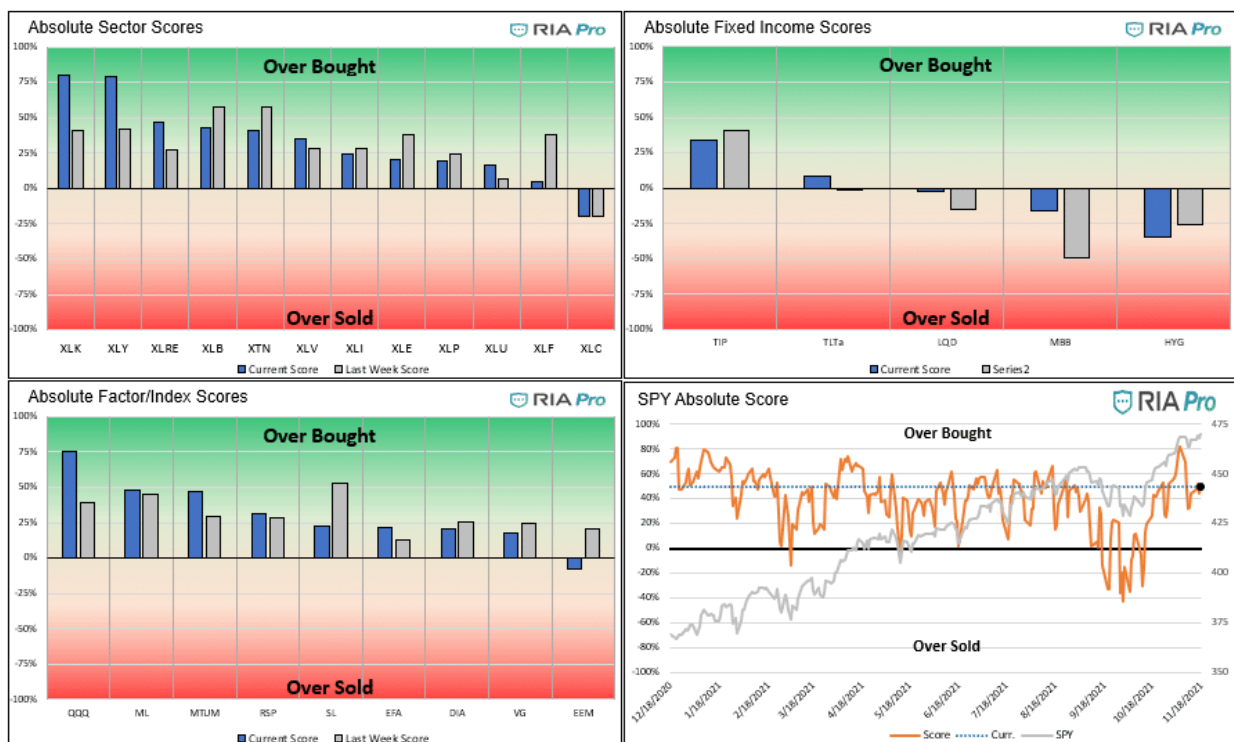 Absolute Sector Scores
RIA Pro
100%
75%
50%
25%
0%
-25%
-50%
-75%
-100%
Over Bought
Over Sold
XLK XLY XLRE XLB XTN XLV XLI XLE XLP XLU XLF XLC
Current Score Last Week Score
Absolute Fixed Income Scores
RIA Pro
100%
75%
50%
25%
0%
-25%
-50%
-75%
-100%
Over Bought
Over Sold
TIP TLTa LQD MBB HYG
Current Score Series2
Absolute Factor/Index Scores
RIA Pro
100%
75%
50%
25%
0%
-25%
-50%
-75%
-100%
Over Bought
Over Sold
QQQ ML MTUM RSP SL EFA DIA VG EEM
Current Score Last Week Score
SPY Absolute Score
RIA Pro
100%
80%
60%
40%
20%
0%
-20%
-40%
-60%
-80%
-100%
Over Bought
Over Sold
475
450
425
400
375
350
12/18/2020 1/18/2021 2/18/2021 3/18/2021 4/18/2021 5/18/2021 6/18/2021 7/18/2021 8/18/2021 9/18/2021 10/18/2021 11/18/2021
Score Curr. SPY